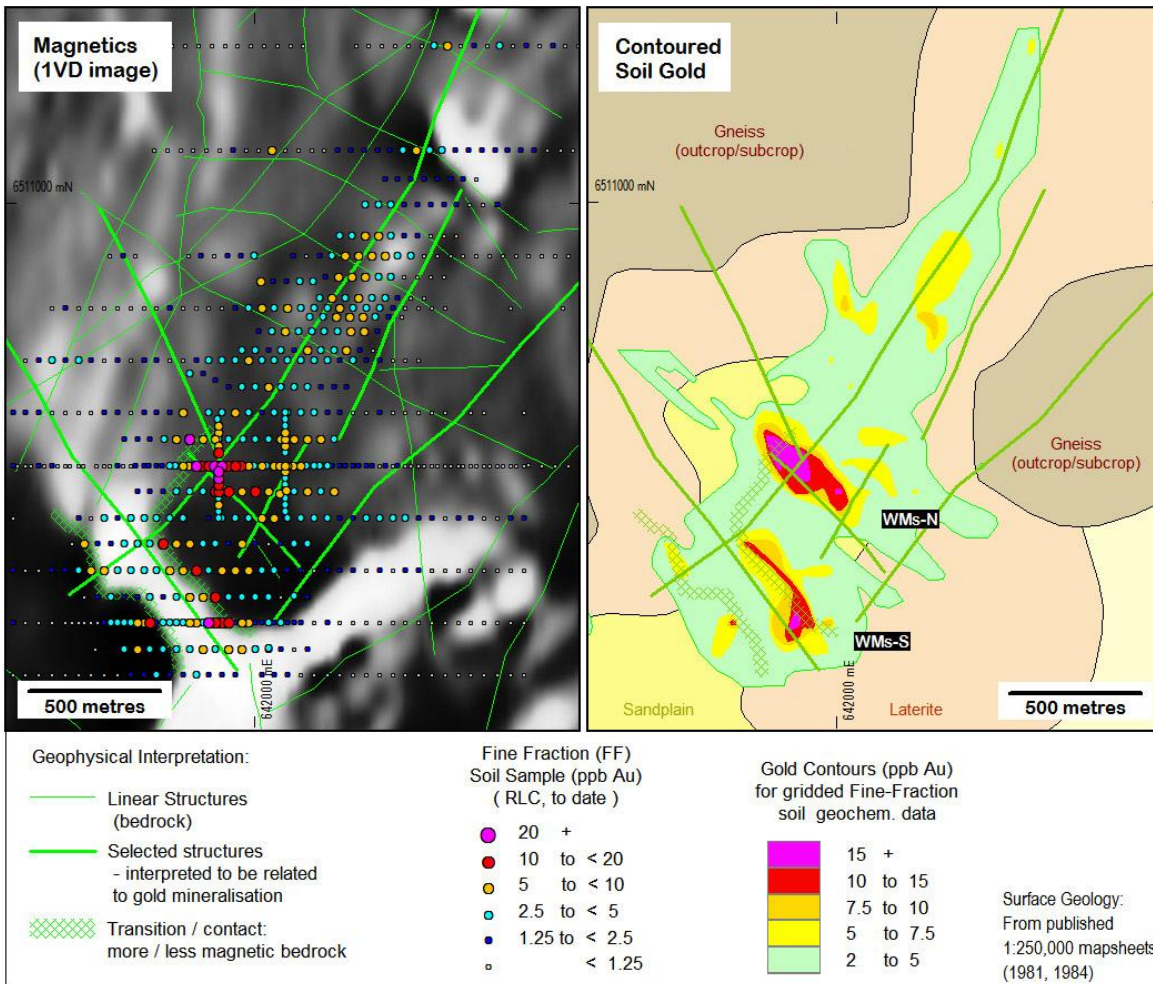 Magnetics
(1VD image)
6511000 mN
642000 mE
500 metres
Contoured
Soil Gold
Gneiss
(outcrop/subcrop)
6511000 mN
Gneiss
(outcrop/subcrop)
WMs-N
WMs-S
642000 mE
Sandplain
Laterite
500 metres
Geophysical Interpretation:
Linear Structures
(bedrock)
Selected structures
- interpreted to be related
to gold mineralisation
Transition / contact:
more / less magnetic bedrock
Fine Fraction (FF)
Soil Sample (ppb Au)
( RLC, to date )
20 +
10 to < 20
5 to < 10
2.5 to < 5
1.25 to < 2.5
< 1.25
Gold Contours (ppb Au)
for gridded Fine-Fraction
soil geochem. data
15 +
10 to 15
7.5 to 10
5 to 7.5
2 to 5
Surface Geology:
From published
1:250,000 mapsheets
(1981, 1984)